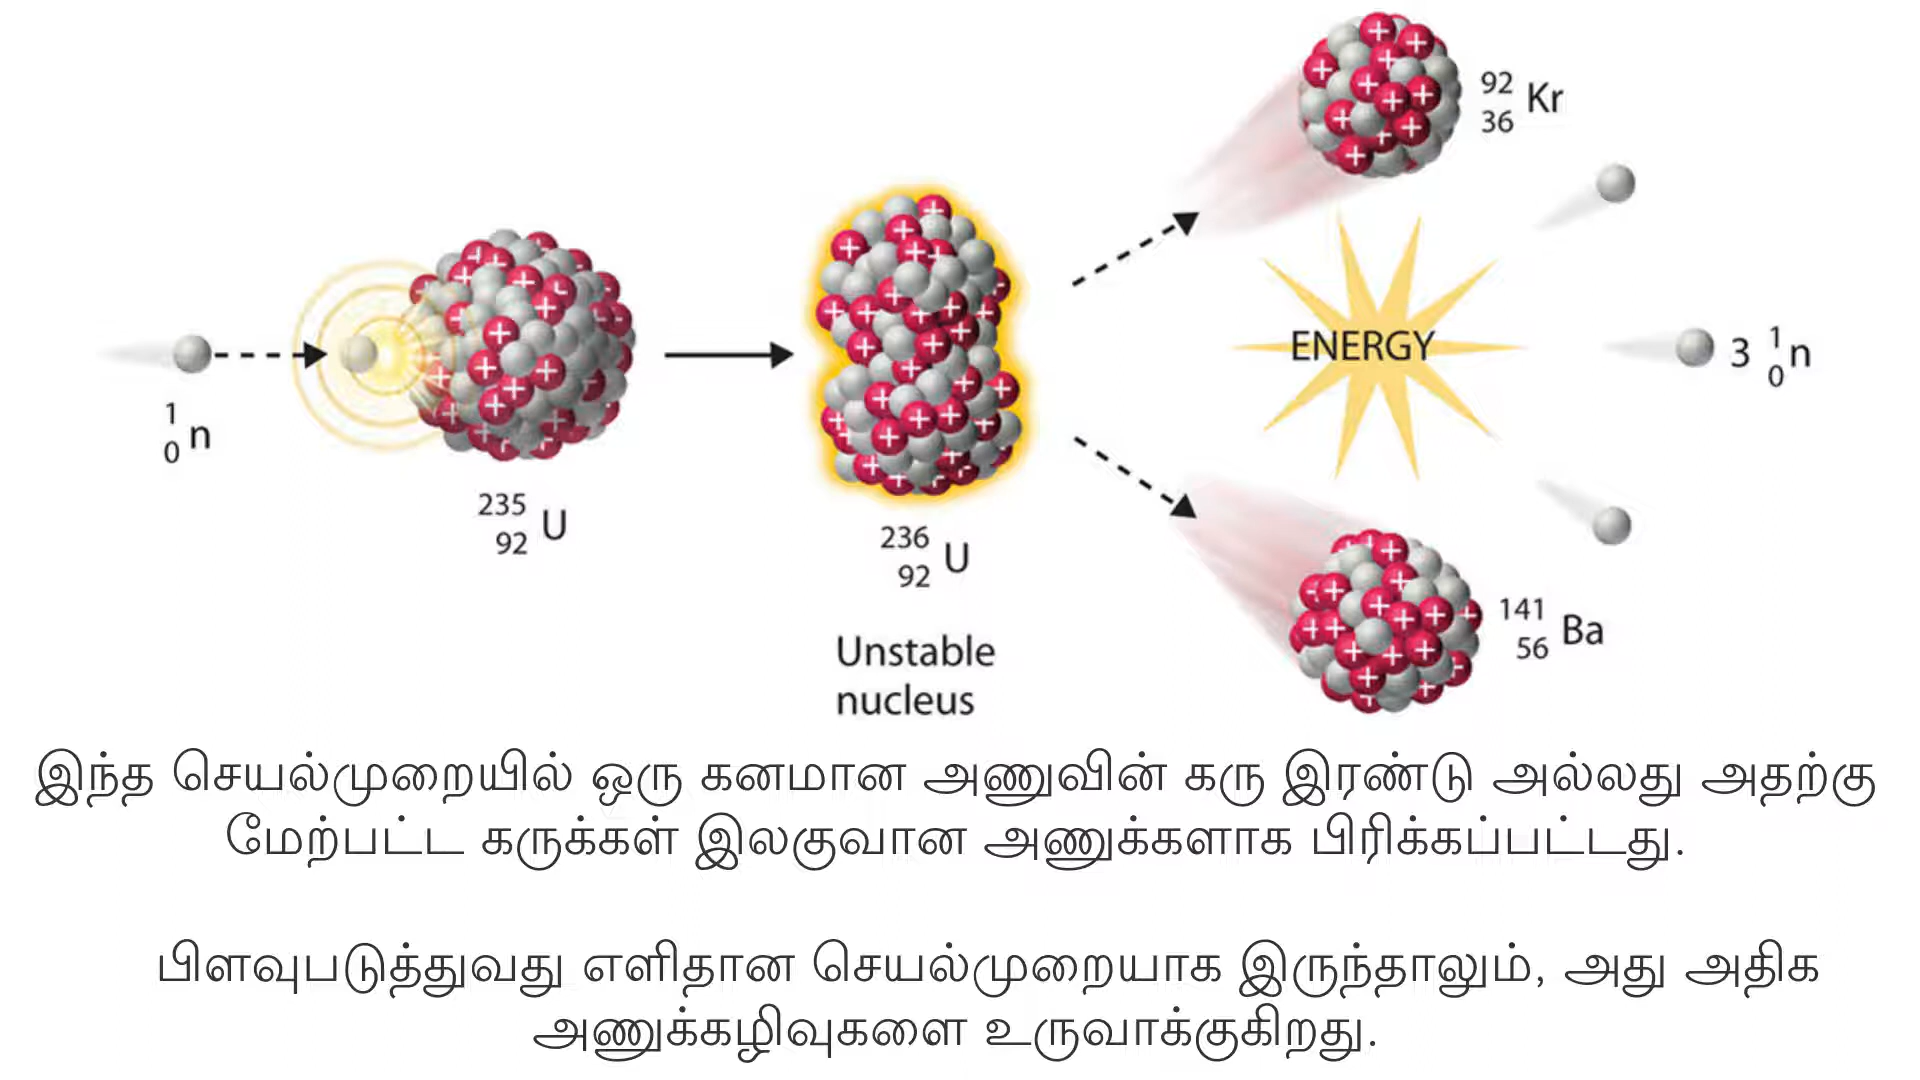 92
36 Kr
ENERGY
3 1
0 n
1
0 n
235
92 U
236
92 U
141
56 Ba
Unstable
nucleus
இந்த செயல்முறையில் ஒரு கனமான அணுவின் கரு இரண்டு அல்லது அதற்கு
மேற்பட்ட கருக்கள் இலகுவான அணுக்களாக பிரிக்கப்பட்டது.
பிளவுபடுத்துவது எளிதான செயல்முறையாக இருந்தாலும், அது அதிக
அணுக்கழிவுகளை உருவாக்குகிறது.